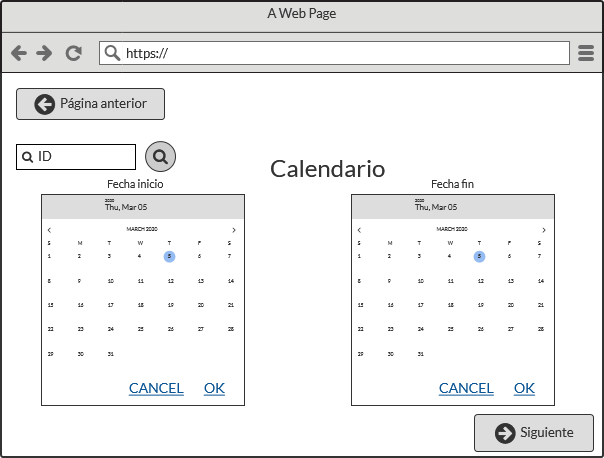 A Web Page
https://
Página anterior
ID
Calendario
Fecha inicio
2020
Thu, Mar 05
MARCH 2020
S M T W T F S
1 2 3 4 5 6 7
8 9 10 11 12 13 14
15 16 17 18 19 20 21
22 23 24 25 26 27 28
29 30 31
CANCEL OK
Fecha fin
2020
Thu, Mar 05
MARCH 2020
S M T W T F S
1 2 3 4 5 6 7
8 9 10 11 12 13 14
15 16 17 18 19 20 21
22 23 24 25 26 27 28
29 30 31
CANCEL OK
Siguiente